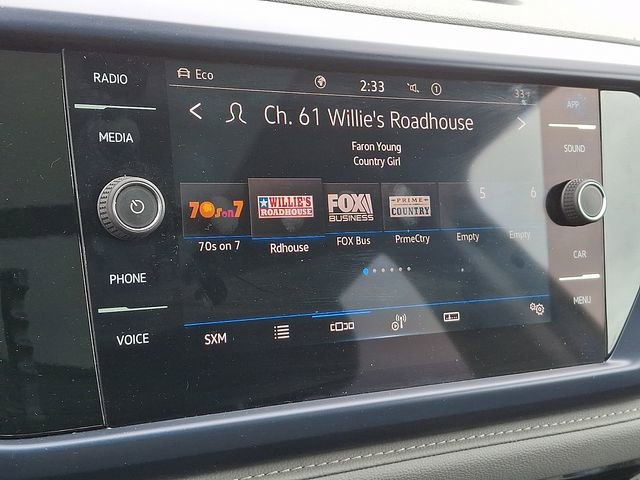 RADIO
MEDIA
PHONE
VOICE
Eco
2:33
1
33°F
Ch. 61 Willie's Roadhouse
Faron Young
Country Girl
70s on 7
WILLIE'S
ROADHOUSE
FOX
BUSINESS
PRIME
COUNTRY
5
6
70s on 7
Rdhouse
FOX Bus
PrmeCtry
Empty
Empty
SXM
APP
SOUND
CAR
MENU